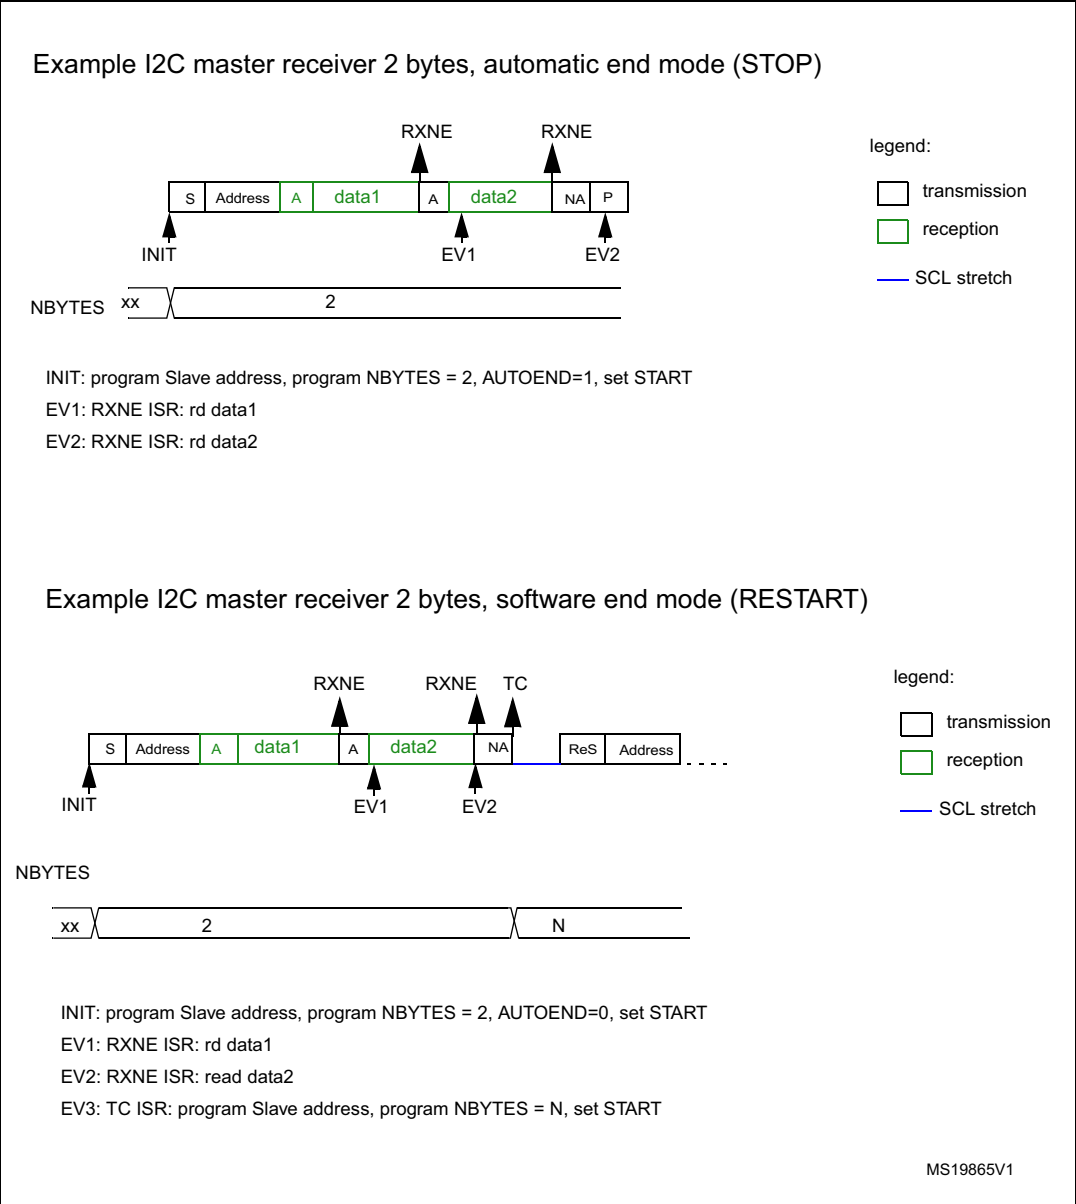 Example I2C master receiver 2 bytes, automatic end mode (STOP)
RXNE RXNE
legend:
S Address A data1 A data2 NA P
transmission
reception
INIT EV1 EV2
SCL stretch
NBYTES xx 2
INIT: program Slave address, program NBYTES = 2, AUTOEND=1, set START
EV1: RXNE ISR: rd data1
EV2: RXNE ISR: rd data2
Example I2C master receiver 2 bytes, software end mode (RESTART)
RXNE RXNE TC
legend:
S Address A data1 A data2 NA ReS Address
transmission
reception
INIT EV1 EV2
SCL stretch
NBYTES
xx 2 N
INIT: program Slave address, program NBYTES = 2, AUTOEND=0, set START
EV1: RXNE ISR: rd data1
EV2: RXNE ISR: read data2
EV3: TC ISR: program Slave address, program NBYTES = N, set START
MS19865V1